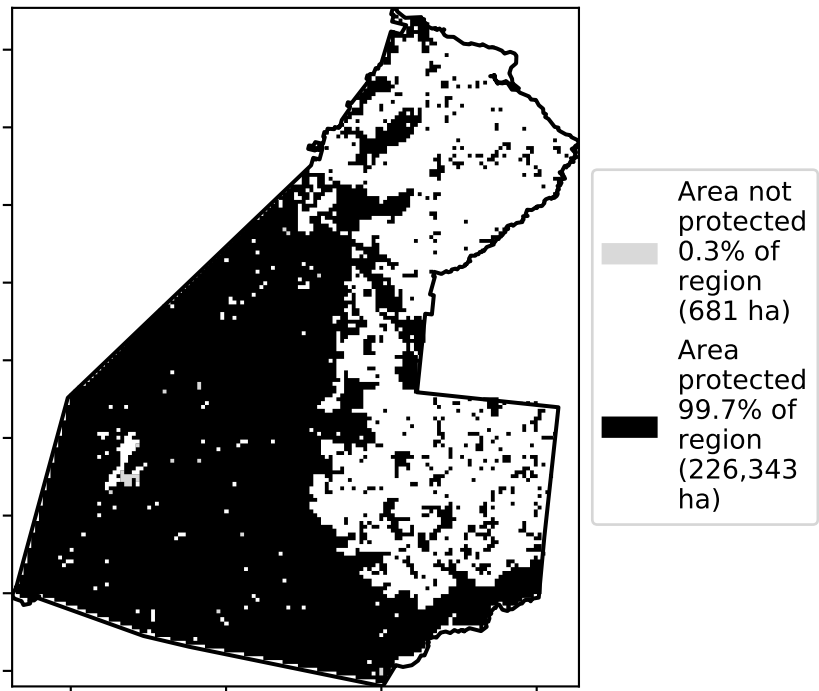 Area not
protected
0.3% of
region
(681 ha)
Area
protected
99.7% of
region
(226,343
ha)